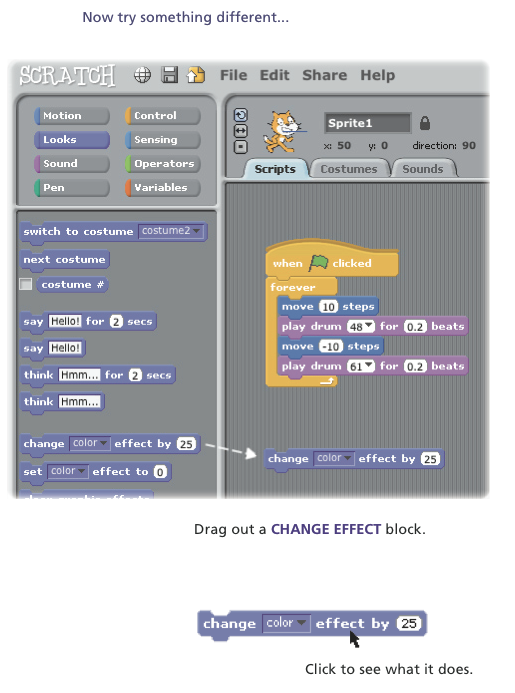 Now try something different...
SCRATCH File Edit Share Help
Motion Control
Looks Sensing
Sound Operators
Pen Variables
Sprite1
x: 50 y: 0 direction: 90
Scripts Costumes Sounds
switch to costume costume2
next costume
costume #
say Hello! for 2 secs
say Hello!
think Hmm... for 2 secs
think Hmm...
change color effect by 25
set color effect to 0
when clicked
forever
move 10 steps
play drum 48 for 0.2 beats
move -10 steps
play drum 61 for 0.2 beats
change color effect by 25
Drag out a CHANGE EFFECT block.
change color effect by 25
Click to see what it does.